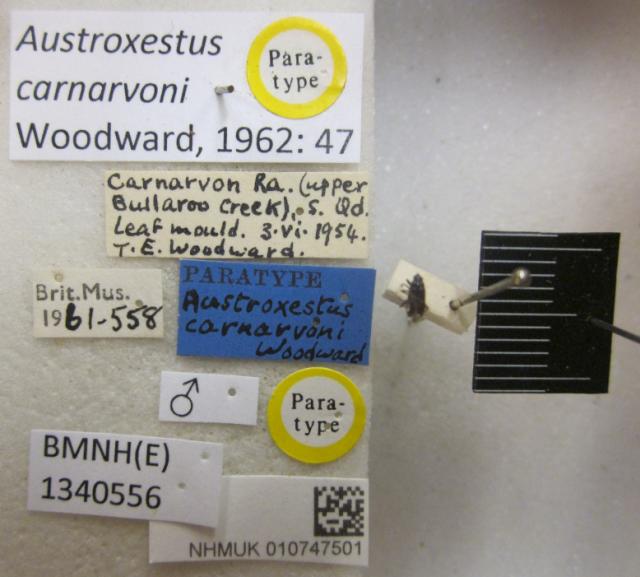 Austroxestus
carnarvoni
Woodward, 1962: 47
Para-
type
Carnarvon Ra. (upper
Bullaroo Creek), S. Qd.
Leaf mould. 3.vi.1954.
T.E. Woodward.
Brit.Mus.
1961-558
PARATYPE
Austroxestus
carnarvoni
Woodward
♂
Para-
type
BMNH(E)
1340556
NHMUK 010747501